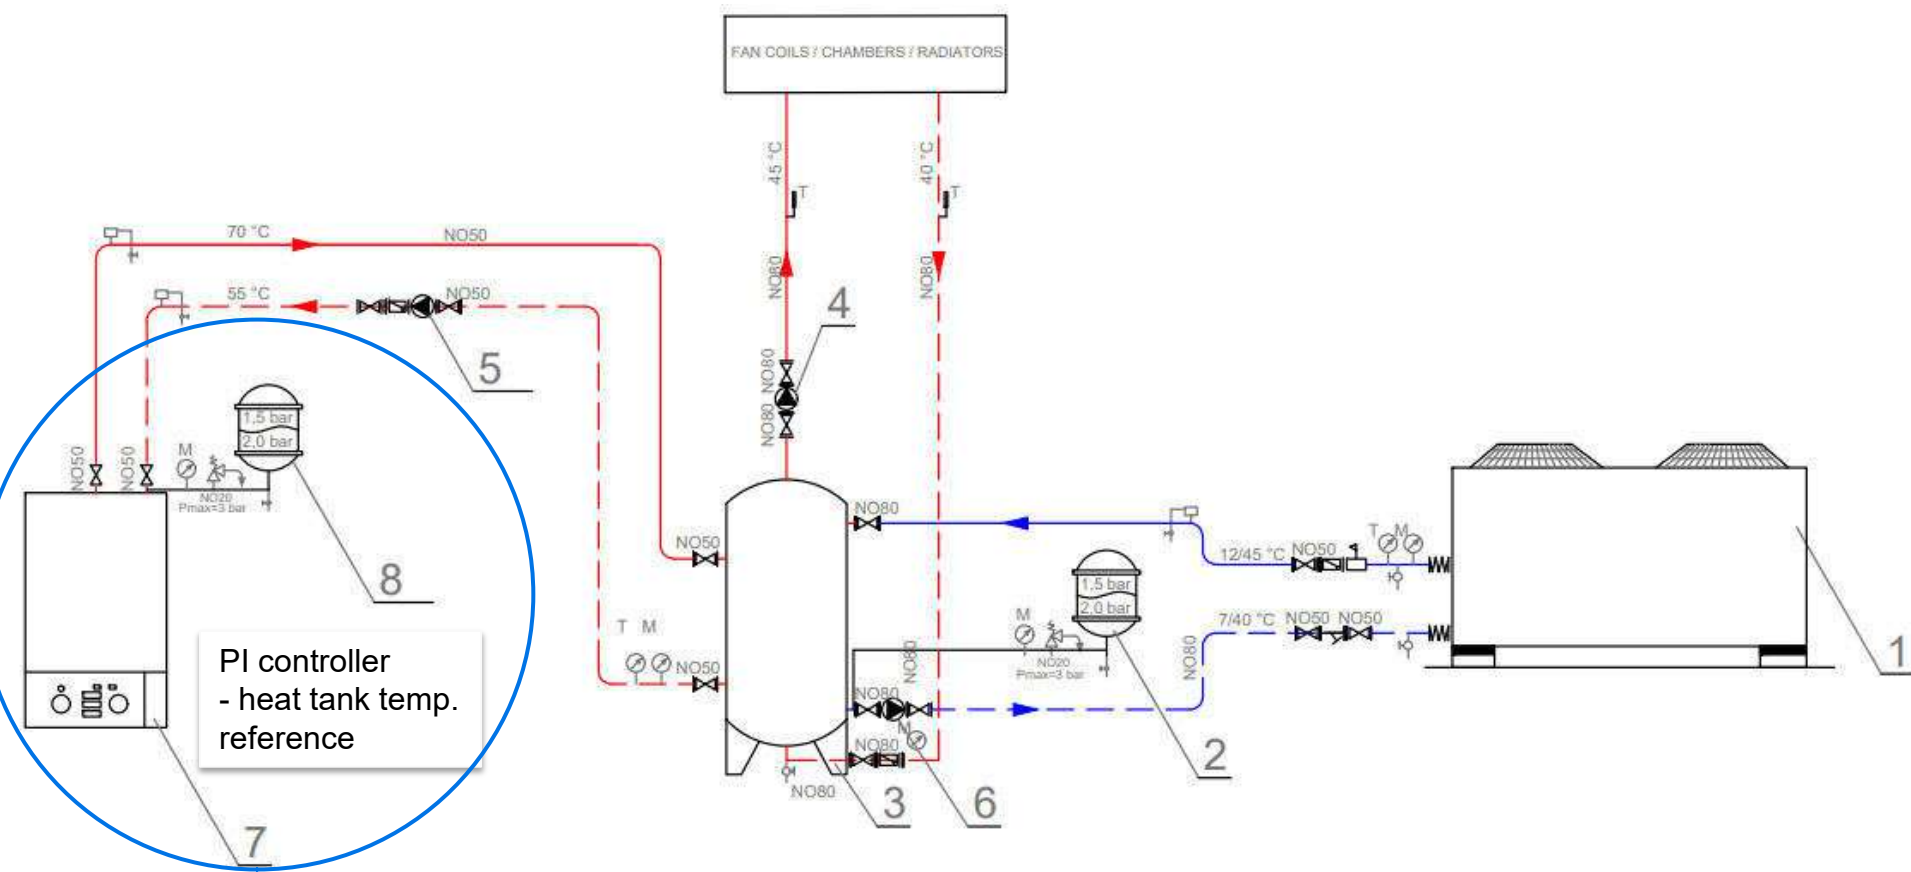 FAN COILS / CHAMBERS / RADIATORS
45 °C
40 °C
T
T
70 °C
NO50
NO80
NO80
55 °C
NO50
4
5
NO80
NO80
1,5 bar
2,0 bar
M
NO50
NO50
NO20
Pmax=3 bar
8
NO80
NO50
12/45 °C
NO50
T
M
1,5 bar
2,0 bar
7/40 °C
NO50
NO50
M
T
M
NO50
NO80
NO80
NO20
Pmax=3 bar
1
PI controller
- heat tank temp.
reference
NO80
M
NO80
2
NO80
3
6
7